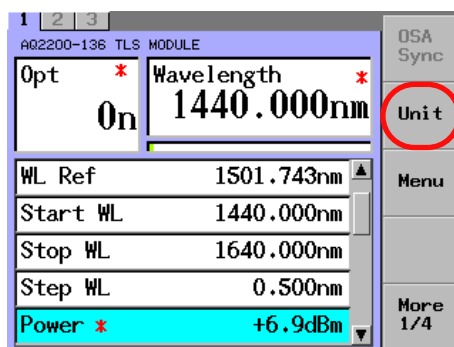 1 2 3
AQ2200-136 TLS MODULE
Opt *
On
Wavelength *
1440.000nm
WL Ref 1501.743nm
Start WL 1440.000nm
Stop WL 1640.000nm
Step WL 0.500nm
Power * +6.9dBm
OSA
Sync
Unit
Menu
More
1/4